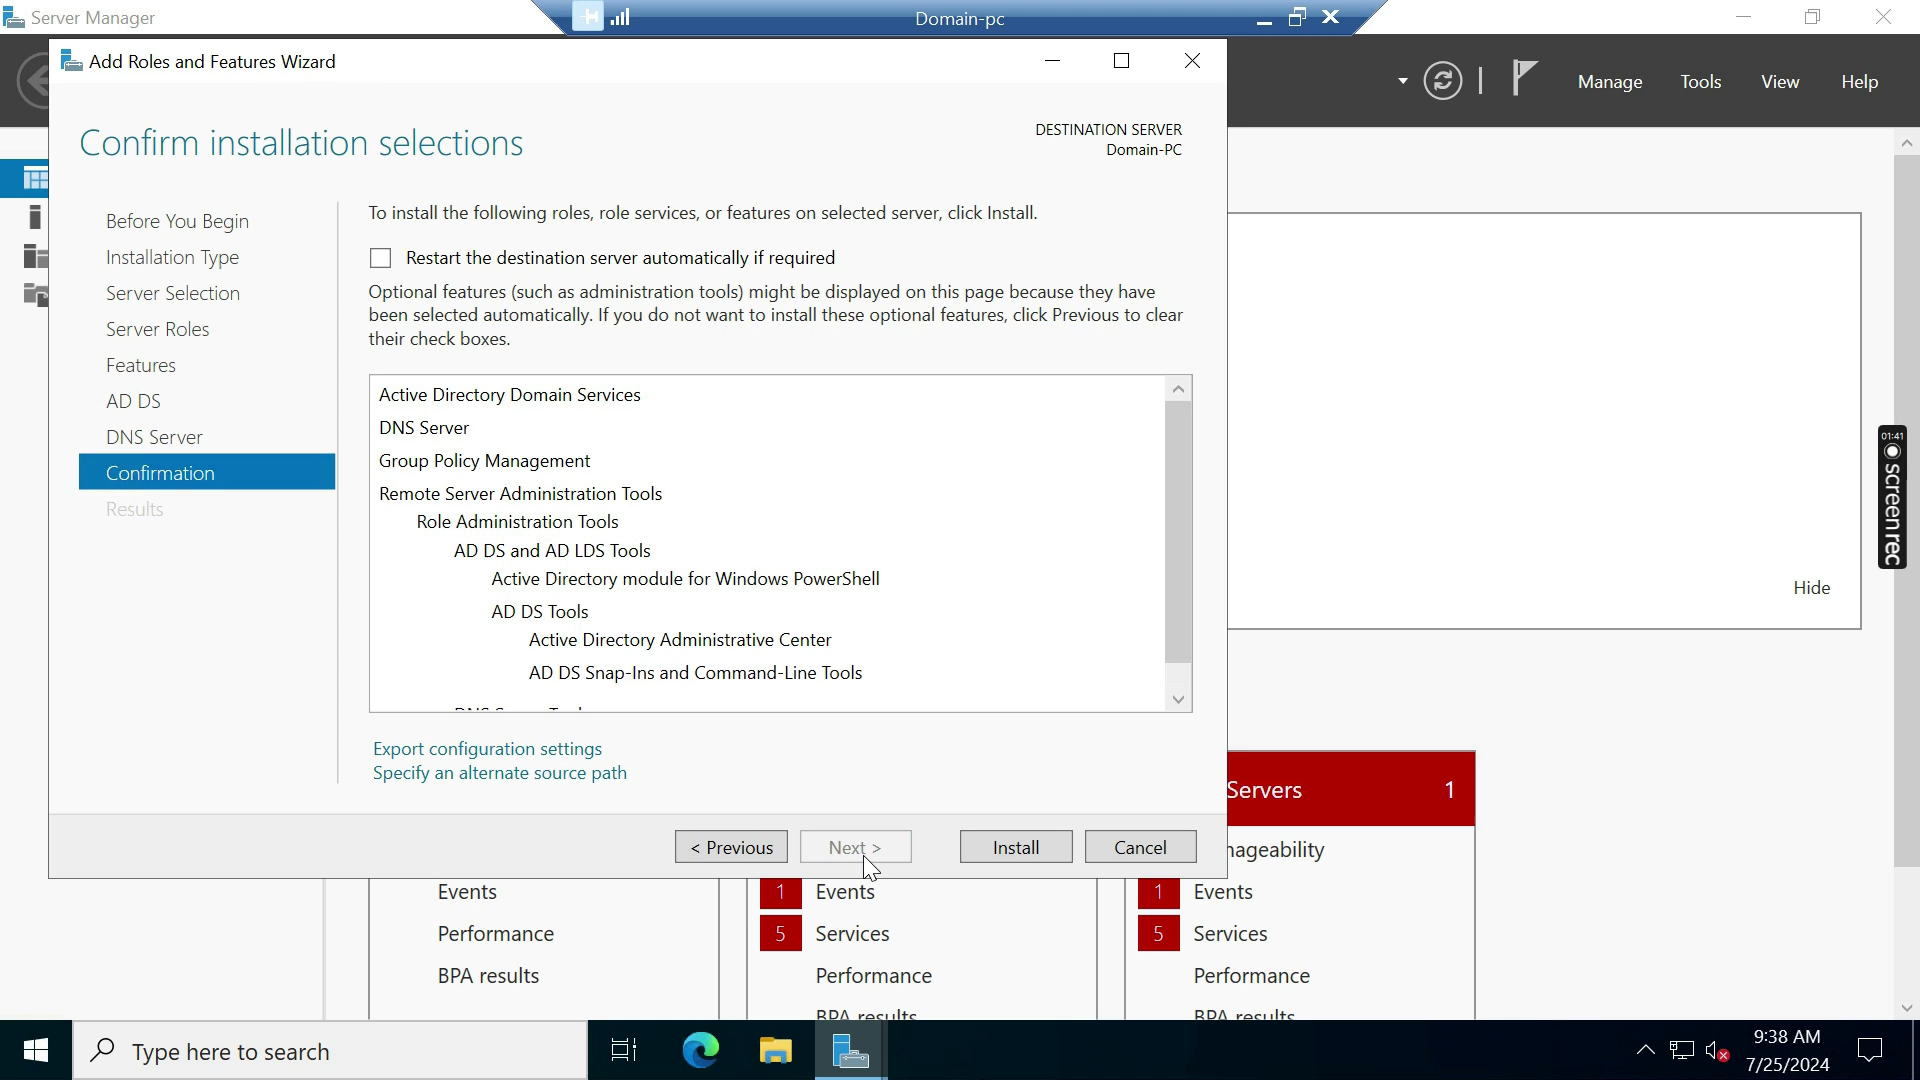 Server Manager
Domain-pc
Add Roles and Features Wizard
Manage
Tools
View
Help
Confirm installation selections
DESTINATION SERVER
Domain-PC
Before You Begin
Installation Type
Server Selection
Server Roles
Features
AD DS
DNS Server
Confirmation
Results
To install the following roles, role services, or features on selected server, click Install.
Restart the destination server automatically if required
Optional features (such as administration tools) might be displayed on this page because they have
been selected automatically. If you do not want to install these optional features, click Previous to clear
their check boxes.
Active Directory Domain Services
DNS Server
Group Policy Management
Remote Server Administration Tools
Role Administration Tools
AD DS and AD LDS Tools
Active Directory module for Windows PowerShell
AD DS Tools
Active Directory Administrative Center
AD DS Snap-Ins and Command-Line Tools
Export configuration settings
Specify an alternate source path
< Previous
Next >
Install
Cancel
Hide
01:41
screenrec
Servers 1
nageability
Events
Performance
BPA results
1 Events
5 Services
Performance
BPA results
1 Events
5 Services
Performance
BPA results
Type here to search
9:38 AM
7/25/2024